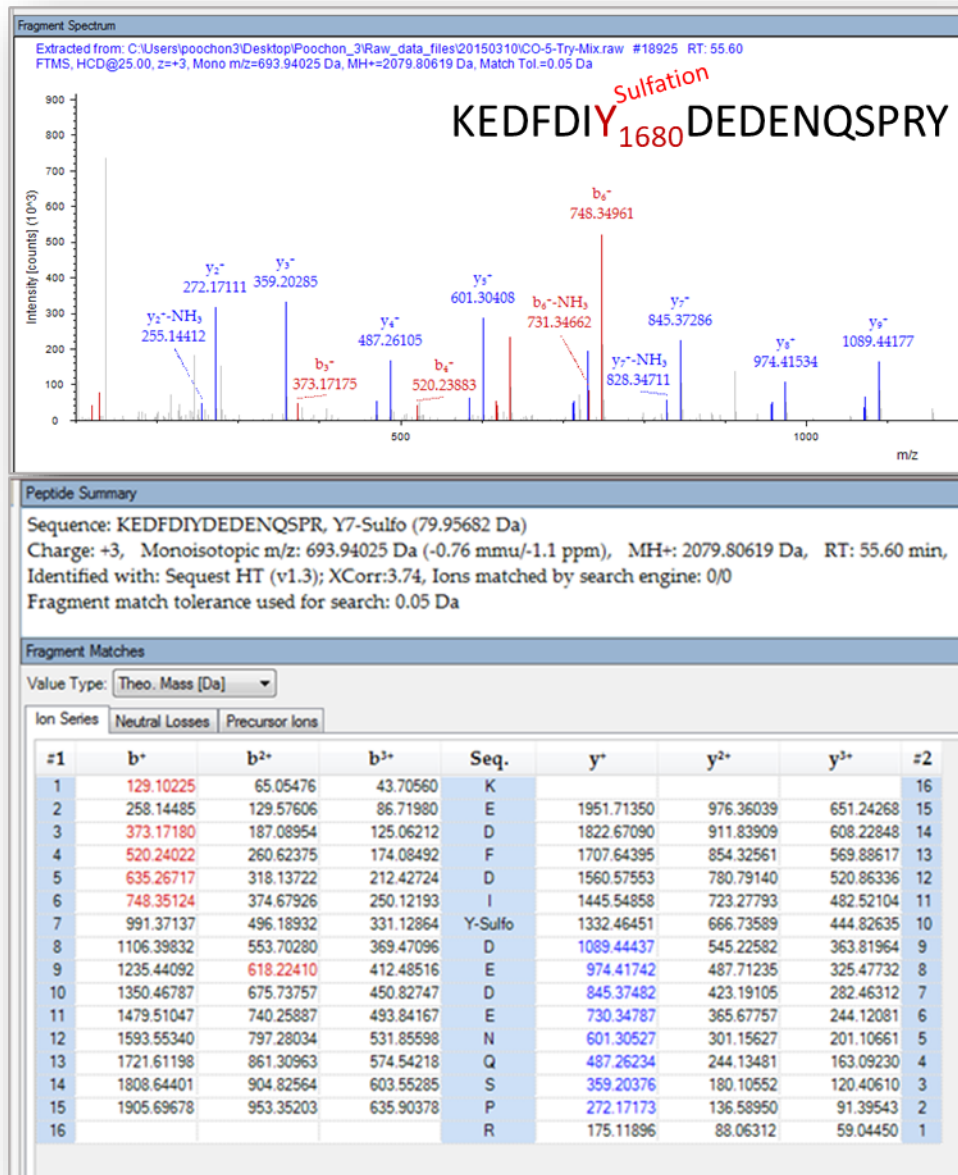 Fragment Spectrum
Extracted from: C:\Users\poochon3\Desktop\Poochon_3\Raw_data_files\20150310\CO-5-Try-Mix.raw #18925 RT: 55.60
FTMS, HCD@25.00, z=+3, Mono m/z=693.94025 Da, MH+=2079.80619 Da, Match Tol.=0.05 Da
Sulfation
KEDFDIY1680DEDENQSPRY
Intensity [counts] (10^3)
900
800
700
600
500
400
300
200
100
0
b₆⁺
748.34961
y₂⁺
272.17111
y₃⁺
359.20285
y₅⁺
601.30408
b₆⁺-NH₃
731.34662
y₇⁺
845.37286
y₂⁺-NH₃
255.14412
y₄⁺
487.26105
y₇⁺-NH₃
828.34711
y₈⁺
974.41534
y₉⁺
1089.44177
b₃⁺
373.17175
b₄⁺
520.23883
500
1000
m/z
Peptide Summary
Sequence: KEDFDIYDEDENQSPR, Y7-Sulfo (79.95682 Da)
Charge: +3, Monoisotopic m/z: 693.94025 Da (-0.76 mmu/-1.1 ppm), MH+: 2079.80619 Da, RT: 55.60 min,
Identified with: Sequest HT (v1.3); XCorr:3.74, Ions matched by search engine: 0/0
Fragment match tolerance used for search: 0.05 Da
Fragment Matches
Value Type: Theo. Mass [Da]
Ion Series Neutral Losses Precursor Ions
#1 b⁺ b²⁺ b³⁺ Seq. y⁺ y²⁺ y³⁺ #2
1 129.10225 65.05476 43.70560 K 16
2 258.14485 129.57606 86.71980 E 1951.71350 976.36039 651.24268 15
3 373.17180 187.08954 125.06212 D 1822.67090 911.83909 608.22848 14
4 520.24022 260.62375 174.08492 F 1707.64395 854.32561 569.88617 13
5 635.26717 318.13722 212.42724 D 1560.57553 780.79140 520.86336 12
6 748.35124 374.67926 250.12193 I 1445.54858 723.27793 482.52104 11
7 991.37137 496.18932 331.12864 Y-Sulfo 1332.46451 666.73589 444.82635 10
8 1106.39832 553.70280 369.47096 D 1089.44437 545.22582 363.81964 9
9 1235.44092 618.22410 412.48516 E 974.41742 487.71235 325.47732 8
10 1350.46787 675.73757 450.82747 D 845.37482 423.19105 282.46312 7
11 1479.51047 740.25887 493.84167 E 730.34787 365.67757 244.12081 6
12 1593.55340 797.28034 531.85598 N 601.30527 301.15627 201.10661 5
13 1721.61198 861.30963 574.54218 Q 487.26234 244.13481 163.09230 4
14 1808.64401 904.82564 603.55285 S 359.20376 180.10552 120.40610 3
15 1905.69678 953.35203 635.90378 P 272.17173 136.58950 91.39543 2
16 R 175.11896 88.06312 59.04450 1